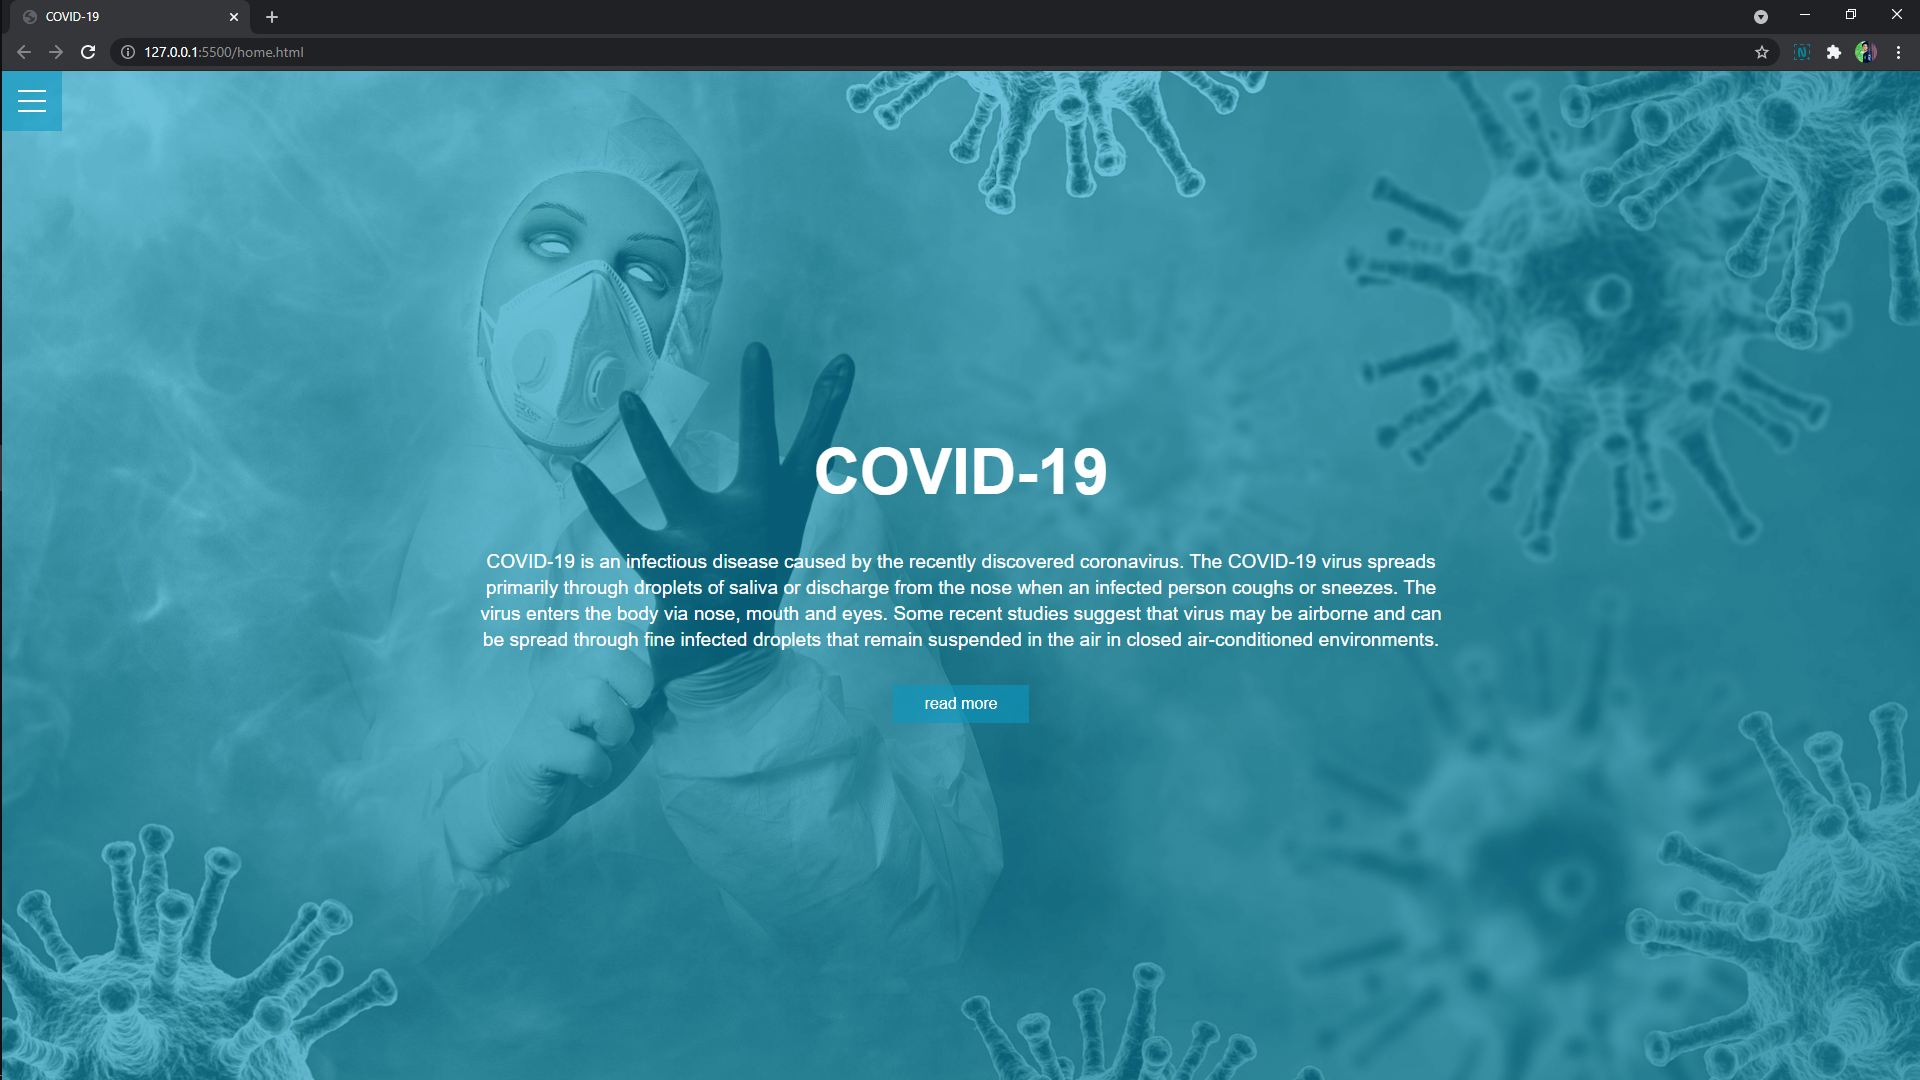 COVID-19
127.0.0.1:5500/home.html
COVID-19
COVID-19 is an infectious disease caused by the recently discovered coronavirus. The COVID-19 virus spreads
primarily through droplets of saliva or discharge from the nose when an infected person coughs or sneezes. The
virus enters the body via nose, mouth and eyes. Some recent studies suggest that virus may be airborne and can
be spread through fine infected droplets that remain suspended in the air in closed air-conditioned environments.
read more